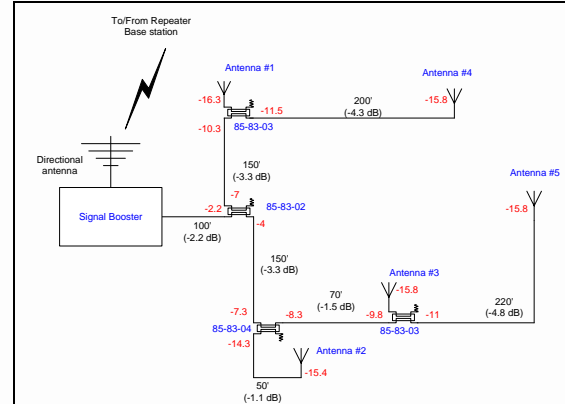 To/From Repeater
Base station
Antenna #1
Antenna #4
-16.3
-11.5
200'
(-4.3 dB)
-15.8
-10.3
85-83-03
Directional
antenna
150'
(-3.3 dB)
Antenna #5
-7
Signal Booster
-2.2
85-83-02
-15.8
-4
100'
(-2.2 dB)
150'
(-3.3 dB)
Antenna #3
70'
(-1.5 dB)
-15.8
220'
(-4.8 dB)
-7.3
-8.3
-9.8
-11
85-83-04
85-83-03
-14.3
Antenna #2
-15.4
50'
(-1.1 dB)